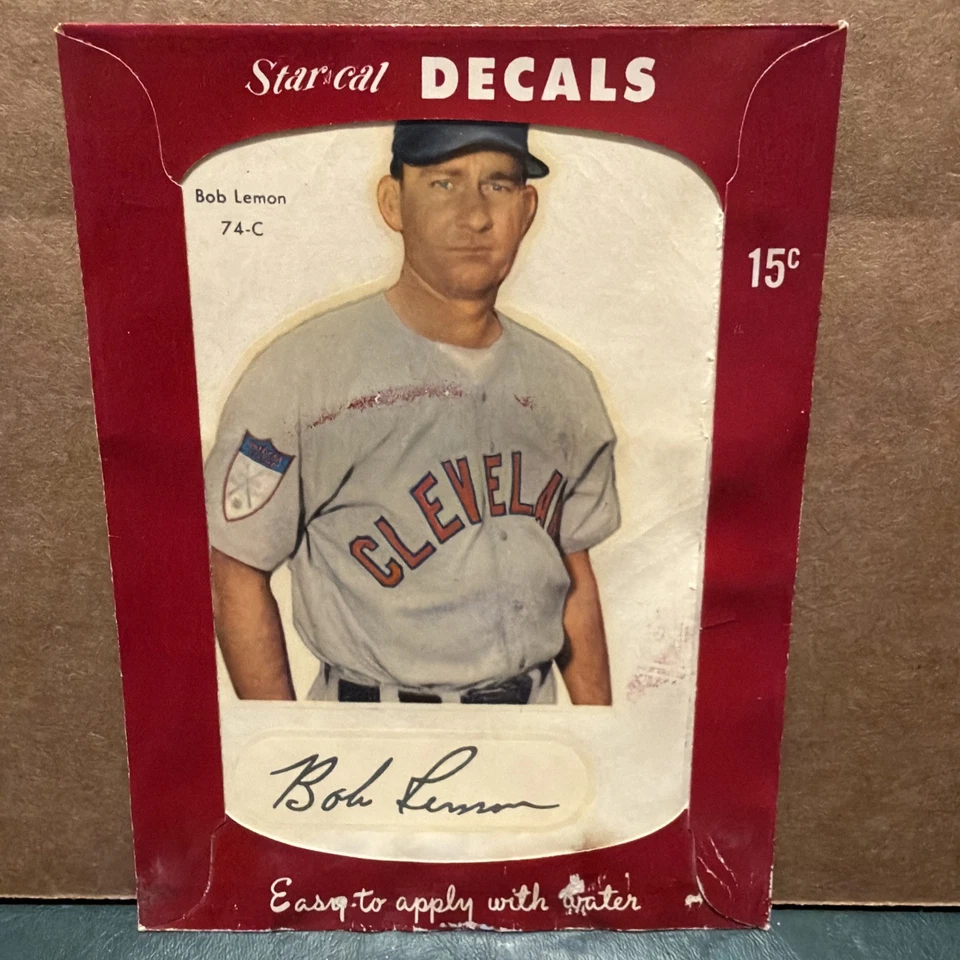 Star-cal DECALS
Bob Lemon
74-C
15c
CLEVELA
Bob Lemon
Easy to apply with water